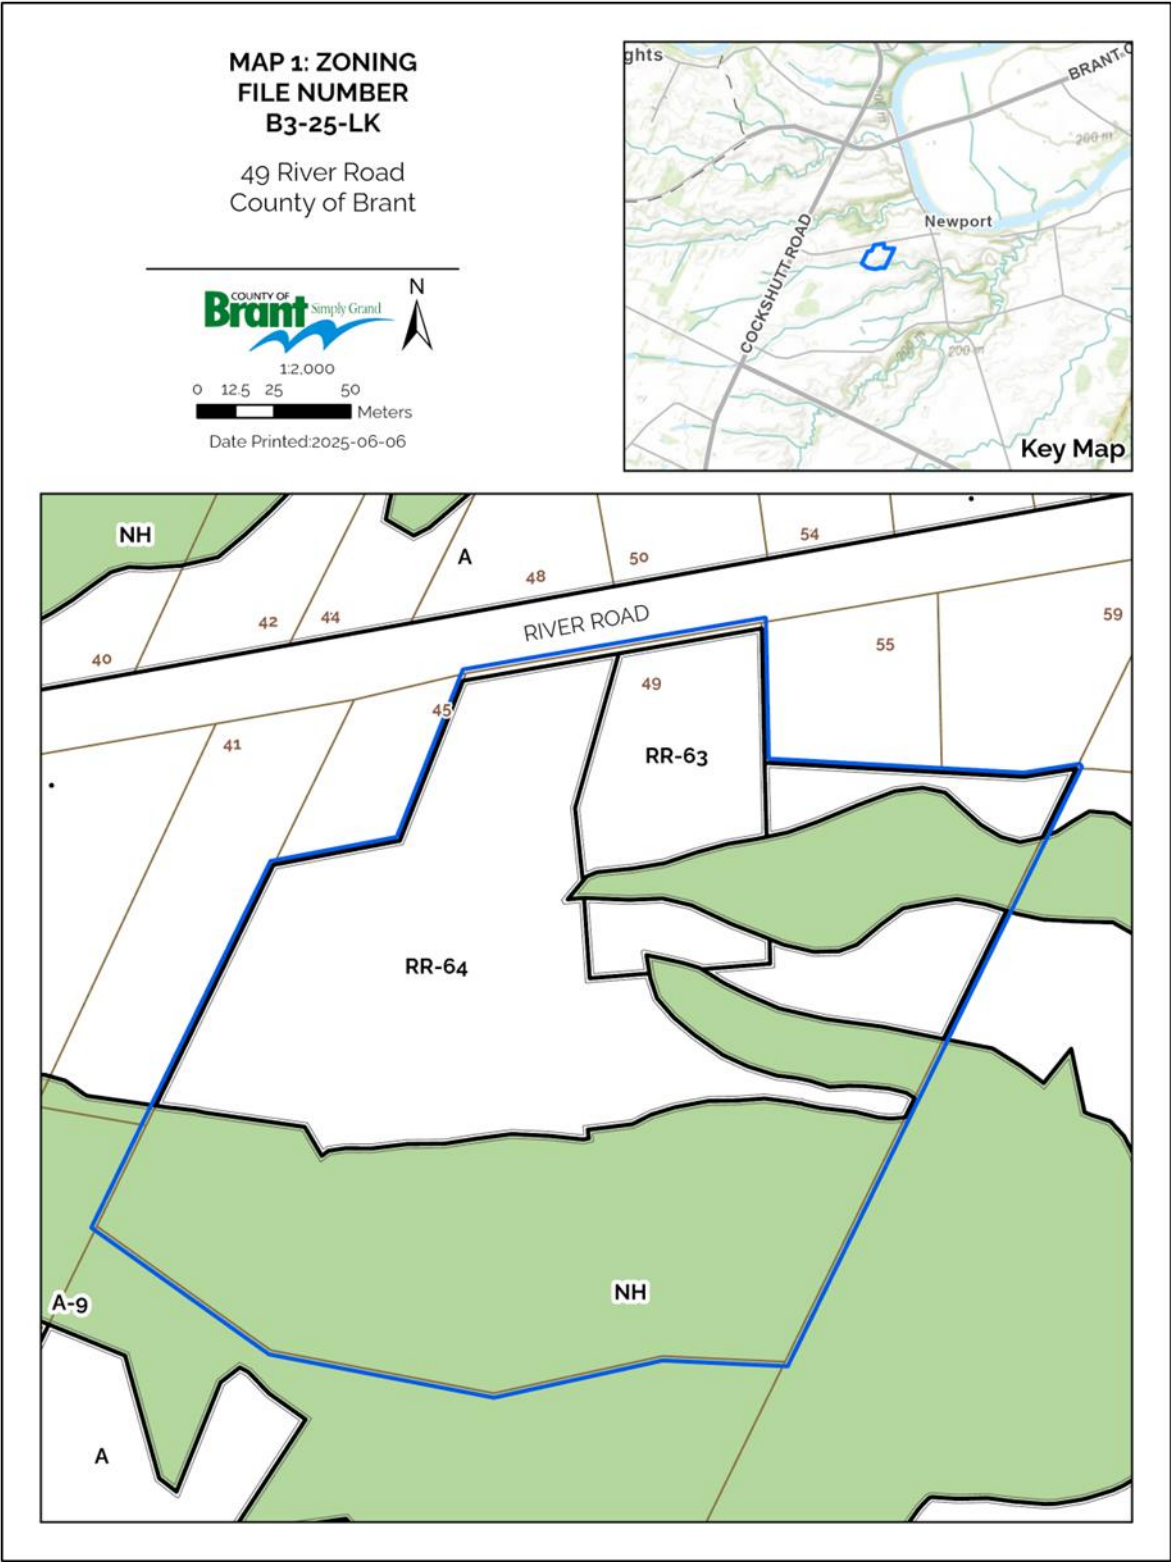 MAP 1: ZONING
FILE NUMBER
B3-25-LK
49 River Road
County of Brant
COUNTY OF
Brant Simply Grand
N
1:2,000
0 12.5 25 50
Meters
Date Printed:2025-06-06
ghts
BRANT C
200 m
200 m
Newport
COCKSHUTT ROAD
200 m
200 m
Key Map
NH
A
54
50
48
42
44
40
RIVER ROAD
59
55
49
45
41
RR-63
RR-64
NH
A-9
A